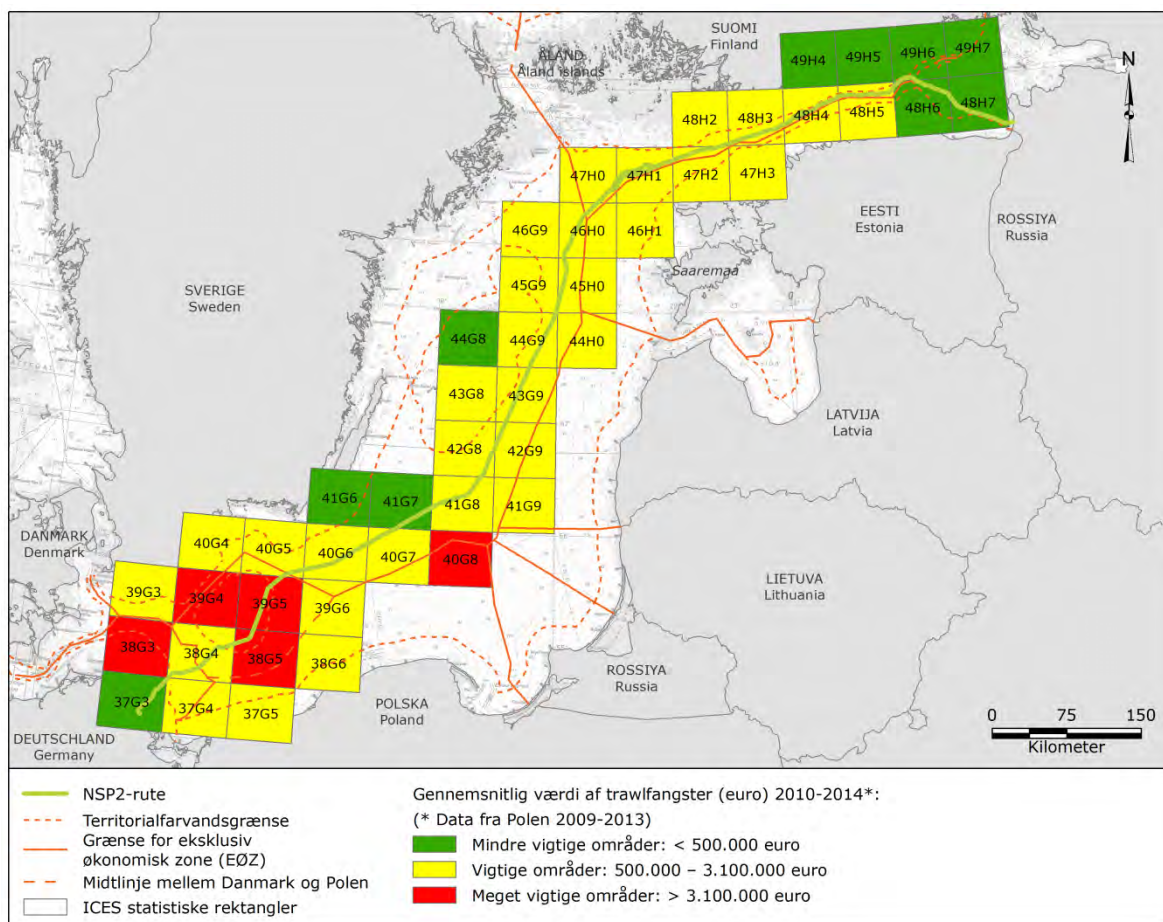 SUOMI
Finland
ÅLAND
Åland islands
49H4
49H5
49H6
49H7
N
48H2
48H3
48H4
48H5
48H6
48H7
47H0
47H1
47H2
47H3
EESTI
Estonia
ROSSIYA
Russia
46G9
46H0
46H1
Saaremaa
SVERIGE
Sweden
45G9
45H0
44G8
44G9
44H0
43G8
43G9
LATVIJA
Latvia
42G8
42G9
41G6
41G7
41G8
41G9
DANMARK
Denmark
40G4
40G5
40G6
40G7
40G8
LIETUVA
Lithuania
39G3
39G4
39G5
39G6
38G3
38G4
38G5
38G6
ROSSIYA
Russia
37G3
37G4
37G5
POLSKA
Poland
DEUTSCHLAND
Germany
0 75 150
Kilometer
NSP2-rute
Territorialfarvandsgrænse
Grænse for eksklusiv
økonomisk zone (EØZ)
Midtlinje mellem Danmark og Polen
ICES statistiske rektangler
Gennemsnitlig værdi af trawlfangster (euro) 2010-2014*:
(* Data fra Polen 2009-2013)
Mindre vigtige områder: < 500.000 euro
Vigtige områder: 500.000 – 3.100.000 euro
Meget vigtige områder: > 3.100.000 euro